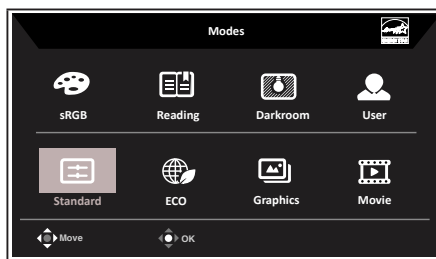 Modes
sRGB Reading Darkroom User
Standard ECO Graphics Movie
Move OK